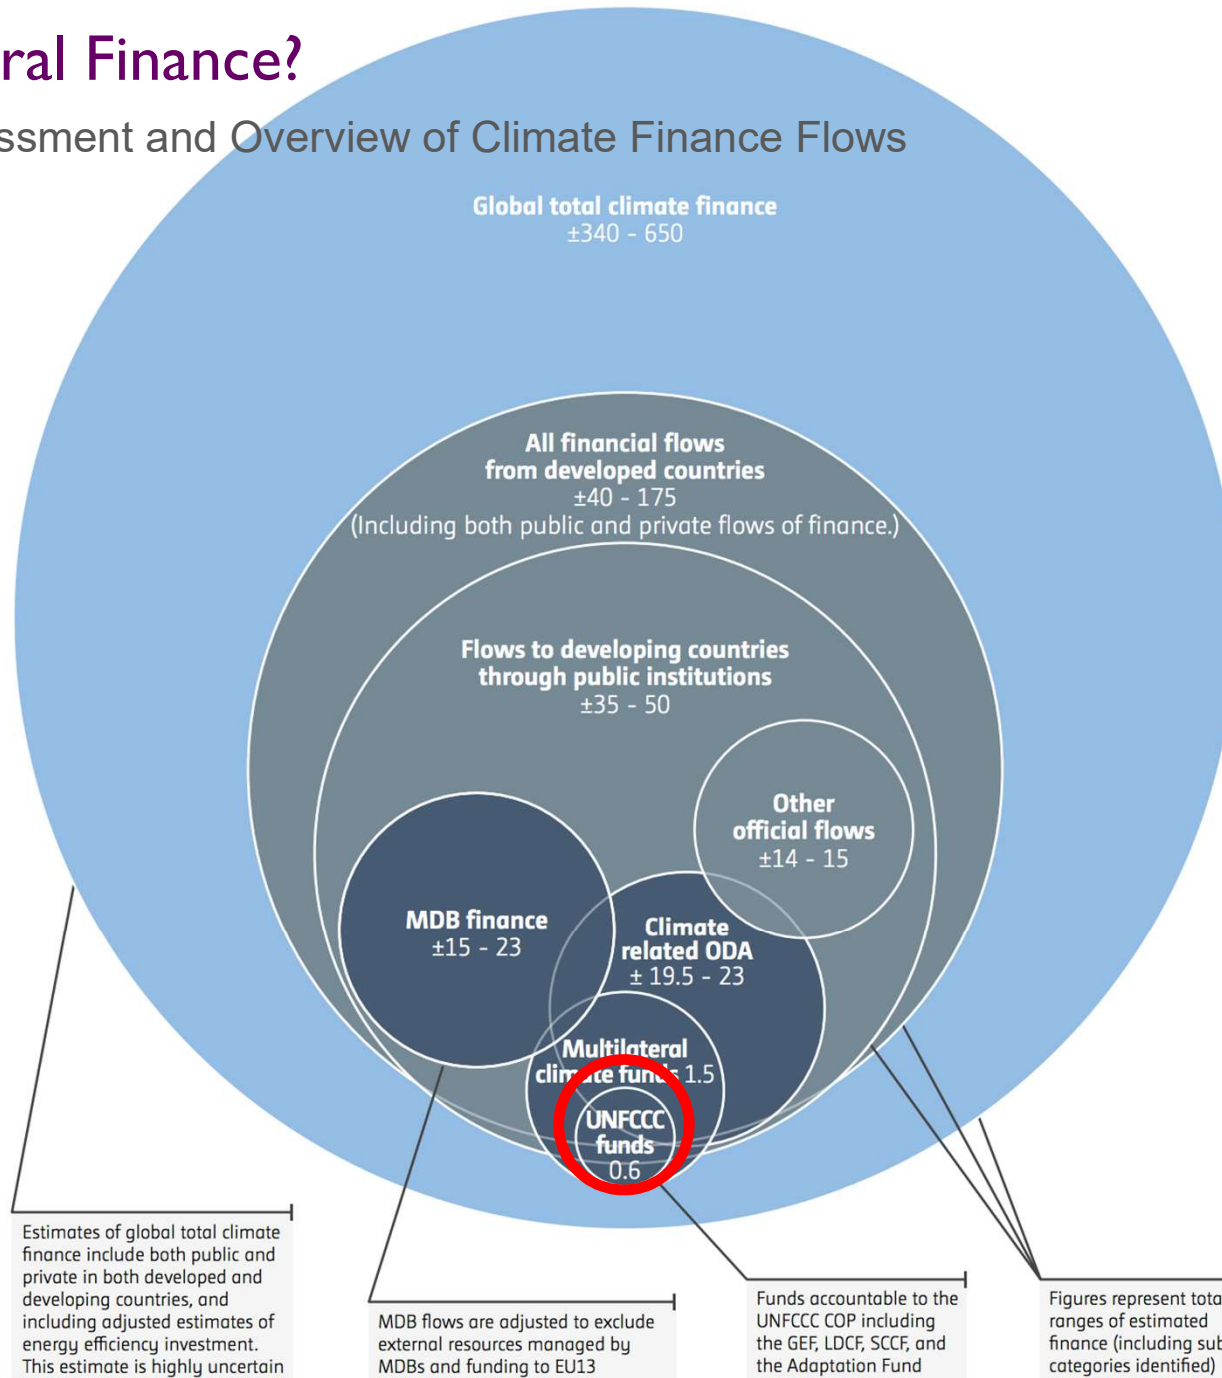 ral Finance?
ssment and Overview of Climate Finance Flows
Global total climate finance
±340 - 650
All financial flows
from developed countries
±40 - 175
(Including both public and private flows of finance.)
Flows to developing countries
through public institutions
±35 - 50
Other
official flows
±14 - 15
MDB finance
±15 - 23
Climate
related ODA
± 19.5 - 23
Multilateral
climate funds 1.5
UNFCCC
funds
0.6
Estimates of global total climate
finance include both public and
private in both developed and
developing countries, and
including adjusted estimates of
energy efficiency investment.
This estimate is highly uncertain
MDB flows are adjusted to exclude
external resources managed by
MDBs and funding to EU13
Funds accountable to the
UNFCCC COP including
the GEF, LDCF, SCCF, and
the Adaptation Fund
Figures represent tota
ranges of estimated
finance (including sub
categories identified)